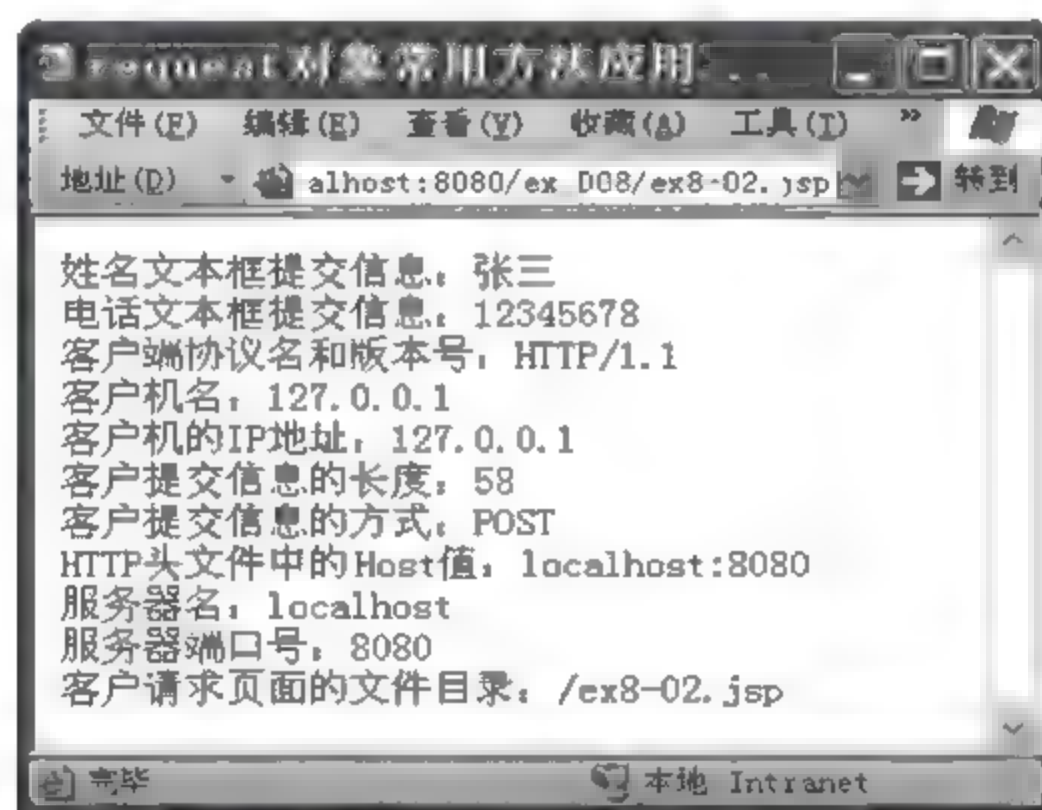 request对象常用方法应用...
文件(F) 编辑(E) 查看(V) 收藏(A) 工具(T) »
地址(D) alhost:8080/ex_D08/ex8-02.jsp 转到
姓名文本框提交信息：张三
电话文本框提交信息：12345678
客户端协议名和版本号：HTTP/1.1
客户机名：127.0.0.1
客户机的IP地址：127.0.0.1
客户提交信息的长度：58
客户提交信息的方式：POST
HTTP头文件中的Host值：localhost:8080
服务器名：localhost
服务器端口号：8080
客户请求页面的文件目录：/ex8-02.jsp
完毕 本地 Intranet